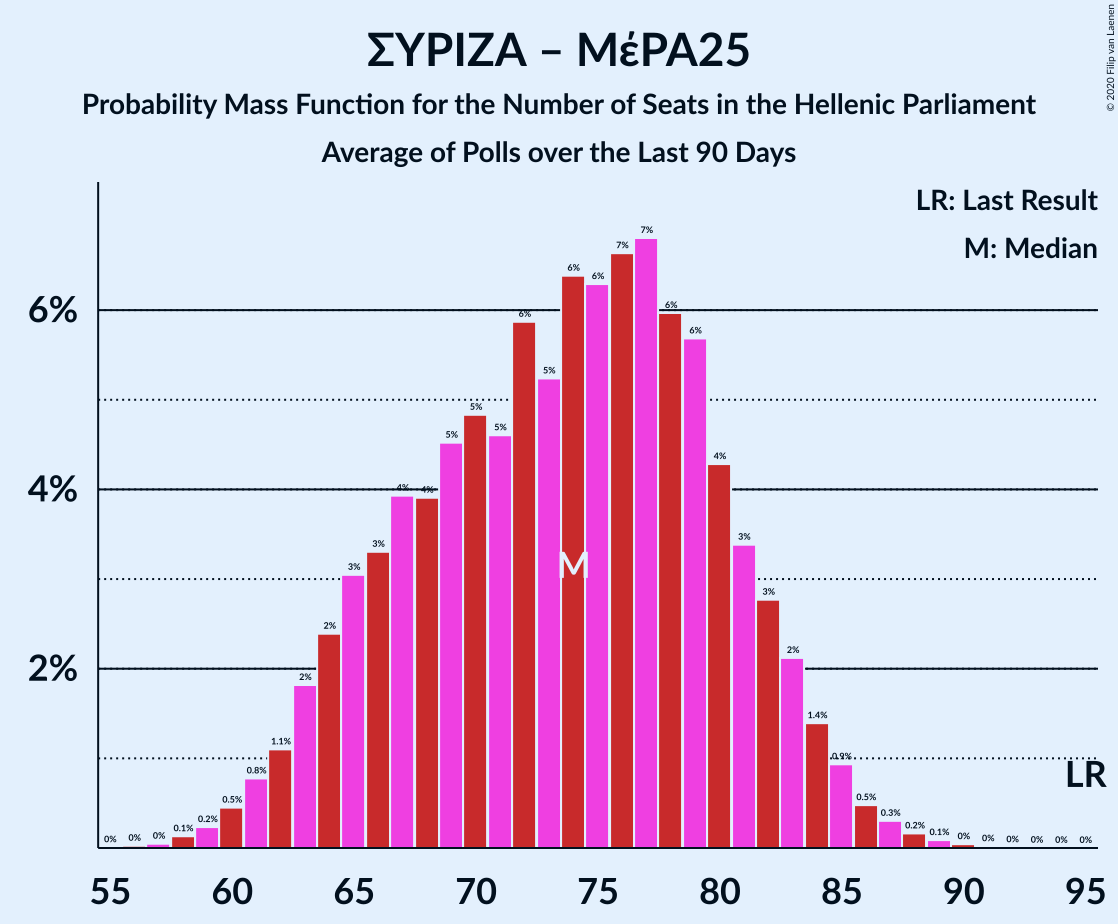 ΣΥΡΙΖΑ – ΜέΡΑ25
Probability Mass Function for the Number of Seats in the Hellenic Parliament
Average of Polls over the Last 90 Days
© 2020 Filip van Laenen
LR: Last Result
M: Median
6%
4%
2%
0% 0% 0% 0.1% 0.2% 0.5% 0.8% 1.1% 2% 2% 3% 3% 4% 4% 5% 5% 5% 6% 5% 6% 6% 7% 7% 6% 6% 4% 3% 3% 2% 1.4% 0.9% 0.5% 0.3% 0.2% 0.1% 0% 0% 0% 0% 0% 0%
M
LR
55 60 65 70 75 80 85 90 95